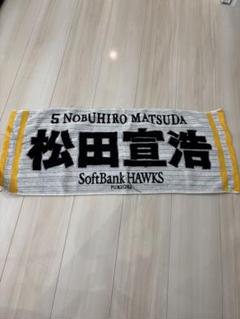 5 NOBUHIRO MATSUDA
松田宣浩
SoftBank HAWKS
FUKUOKA